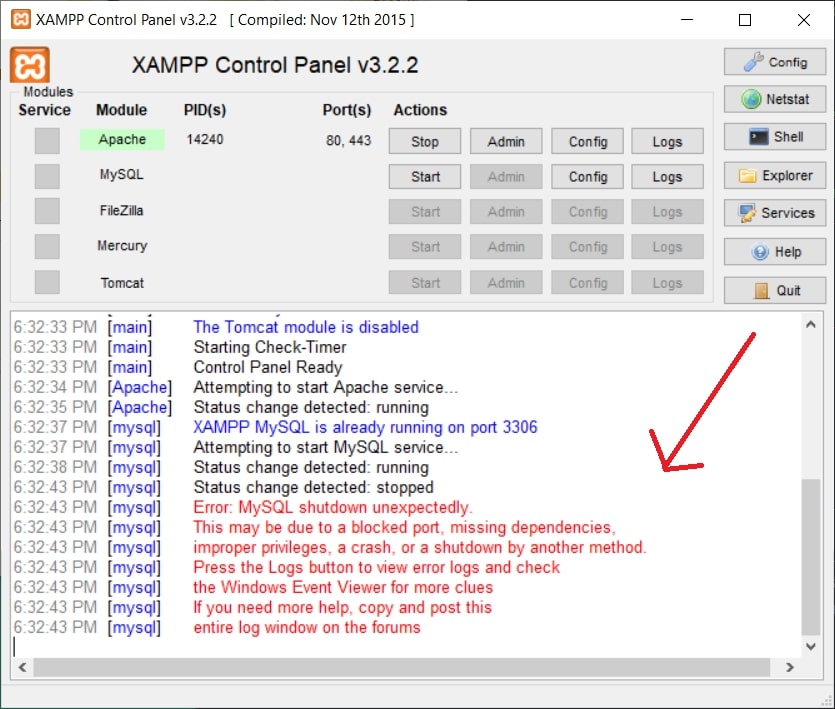 XAMPP Control Panel v3.2.2 [ Compiled: Nov 12th 2015 ]
XAMPP Control Panel v3.2.2
Config
Modules
Service Module PID(s) Port(s) Actions
Netstat
Apache 14240 80, 443 Stop Admin Config Logs
Shell
MySQL Start Admin Config Logs
Explorer
FileZilla Start Admin Config Logs
Services
Mercury Start Admin Config Logs
Help
Tomcat Start Admin Config Logs
Quit
6:32:33 PM [main] The Tomcat module is disabled
6:32:33 PM [main] Starting Check-Timer
6:32:33 PM [main] Control Panel Ready
6:32:34 PM [Apache] Attempting to start Apache service...
6:32:35 PM [Apache] Status change detected: running
6:32:37 PM [mysql] XAMPP MySQL is already running on port 3306
6:32:37 PM [mysql] Attempting to start MySQL service...
6:32:38 PM [mysql] Status change detected: running
6:32:43 PM [mysql] Status change detected: stopped
6:32:43 PM [mysql] Error: MySQL shutdown unexpectedly.
6:32:43 PM [mysql] This may be due to a blocked port, missing dependencies,
6:32:43 PM [mysql] improper privileges, a crash, or a shutdown by another method.
6:32:43 PM [mysql] Press the Logs button to view error logs and check
6:32:43 PM [mysql] the Windows Event Viewer for more clues
6:32:43 PM [mysql] If you need more help, copy and post this
6:32:43 PM [mysql] entire log window on the forums